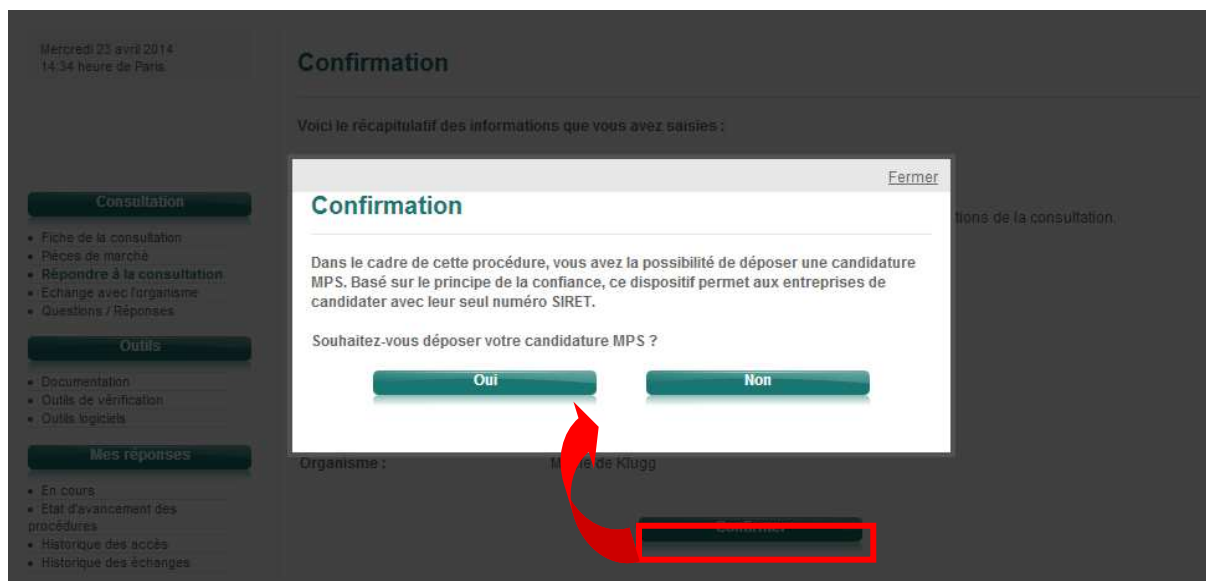 Mercredi 23 avril 2014
14:34 heure de Paris
Confirmation
Voici le récapitulatif des informations que vous avez saisies :
Consultation
Fiche de la consultation
Pièces de marché
Répondre à la consultation
Echange avec l'organisme
Questions / Réponses
Outils
Documentation
Outils de vérification
Outils logiciels
Mes réponses
En cours
Etat d'avancement des
procédures
Historique des accès
Historique des échanges
Fermer
Confirmation
Dans le cadre de cette procédure, vous avez la possibilité de déposer une candidature
MPS. Basé sur le principe de la confiance, ce dispositif permet aux entreprises de
candidater avec leur seul numéro SIRET.
Souhaitez-vous déposer votre candidature MPS ?
Oui Non
tions de la consultation.
Organisme : de Klugg
Confirmer